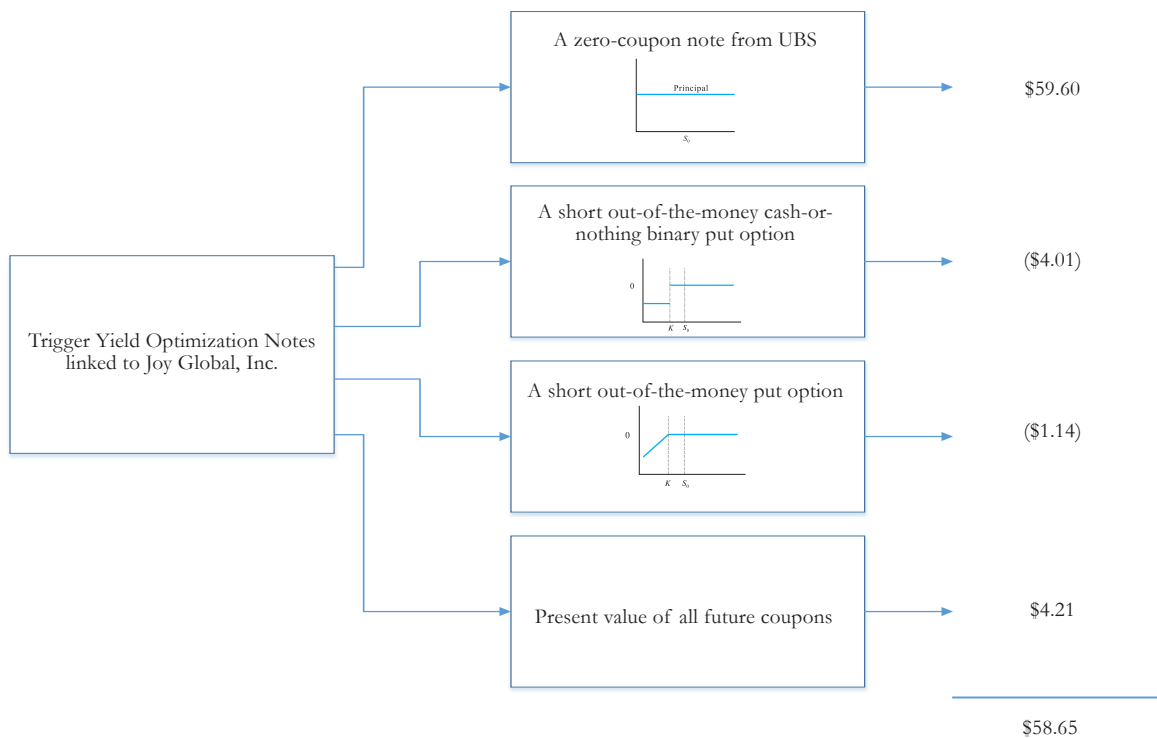 A zero-coupon note from UBS
Principal
S₀
$59.60
A short out-of-the-money cash-or-
nothing binary put option
0
K S₀
($4.01)
Trigger Yield Optimization Notes
linked to Joy Global, Inc.
A short out-of-the-money put option
0
K S₀
($1.14)
Present value of all future coupons
$4.21
$58.65